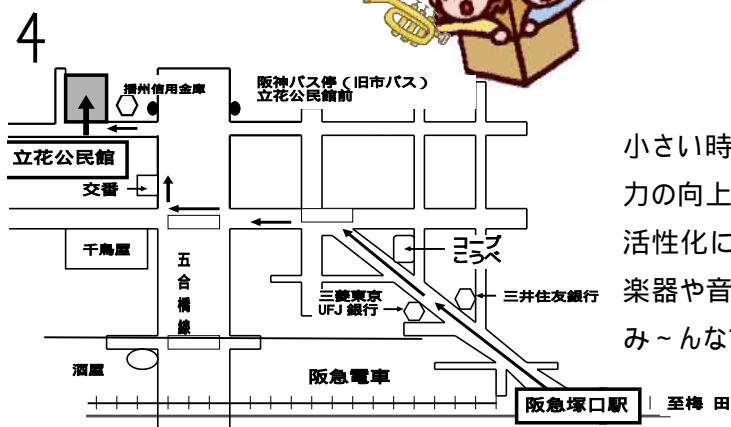 4
播州信用金庫
阪神バス停（旧市バス）
立花公民館前
立花公民館
交番
千鳥屋
五合橋線
コープ
こうべ
三菱東京
UFJ 銀行
三井住友銀行
酒屋
阪急電車
阪急塚口駅
至梅 田
小さい時
力の向上
活性化に
楽器や音
み～んなで